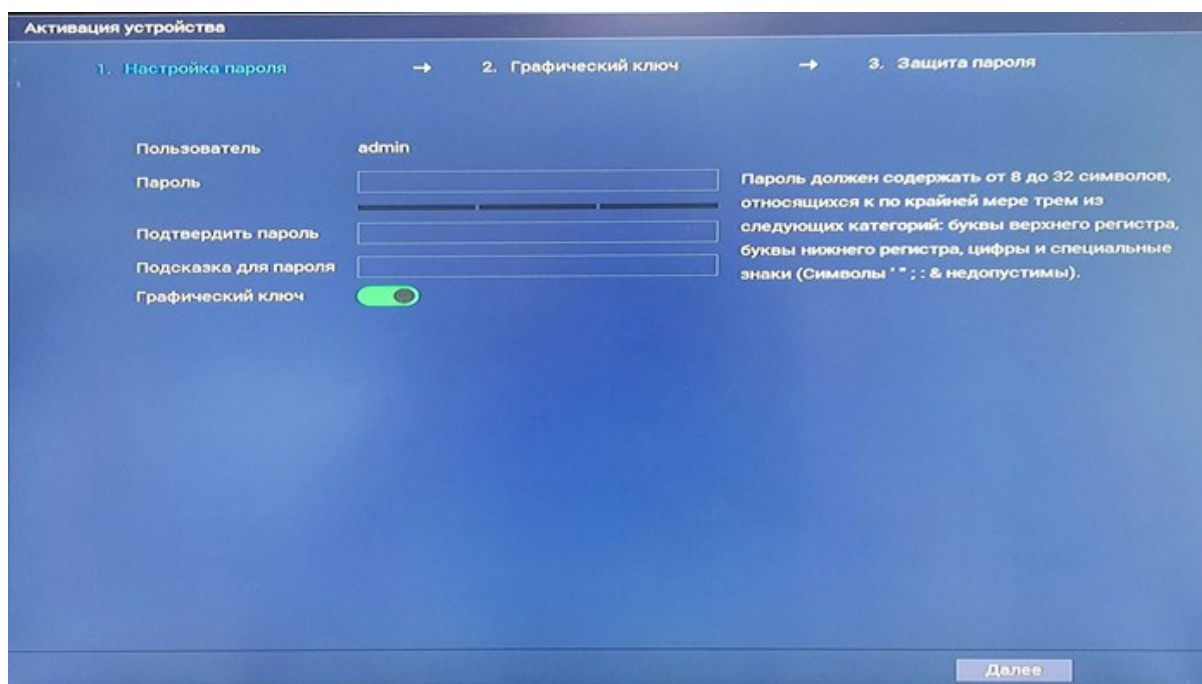 Активация устройства
1. Настройка пароля → 2. Графический ключ → 3. Защита пароля
Пользователь admin
Пароль
Подтвердить пароль
Подсказка для пароля
Графический ключ
Пароль должен содержать от 8 до 32 символов,
относящихся к по крайней мере трем из
следующих категорий: буквы верхнего регистра,
буквы нижнего регистра, цифры и специальные
знаки (Символы ' " ; : & недопустимы).
Далее